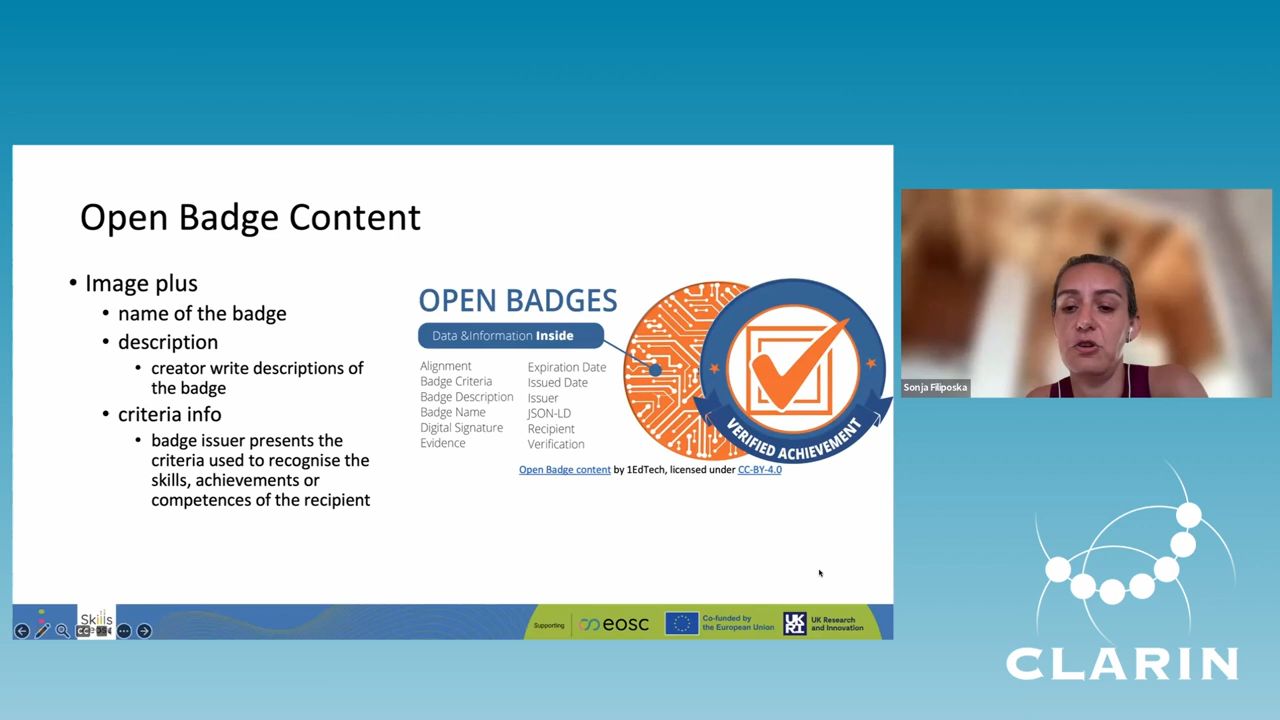 Open Badge Content
• Image plus
• name of the badge
• description
• creator write descriptions of
the badge
• criteria info
• badge issuer presents the
criteria used to recognise the
skills, achievements or
competences of the recipient
OPEN BADGES
Data &Information Inside
Alignment
Badge Criteria
Badge Description
Badge Name
Digital Signature
Evidence
Expiration Date
Issued Date
Issuer
JSON-LD
Recipient
Verification
VERIFIED ACHIEVEMENT
Open Badge content by 1EdTech, licensed under CC-BY-4.0
Skills
Supporting
eosc
Co-funded by
the European Union
UK
RI
UK Research
and Innovation
Sonja Filiposka
CLARIN